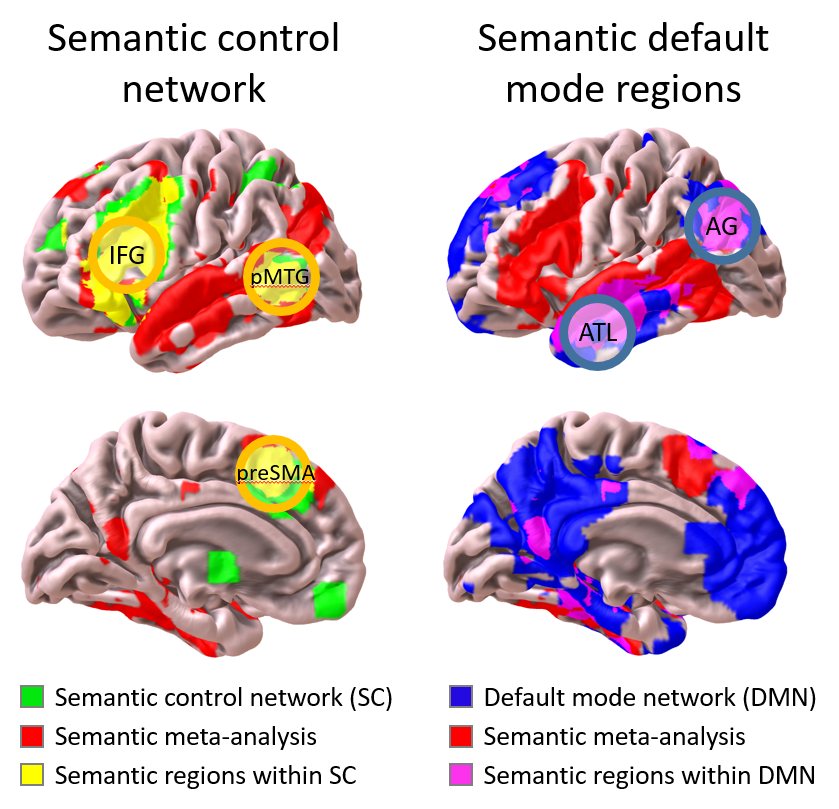 Semantic control
network
Semantic default
mode regions
IFG
pMTG
AG
ATL
preSMA
Semantic control network (SC)
Semantic meta-analysis
Semantic regions within SC
Default mode network (DMN)
Semantic meta-analysis
Semantic regions within DMN